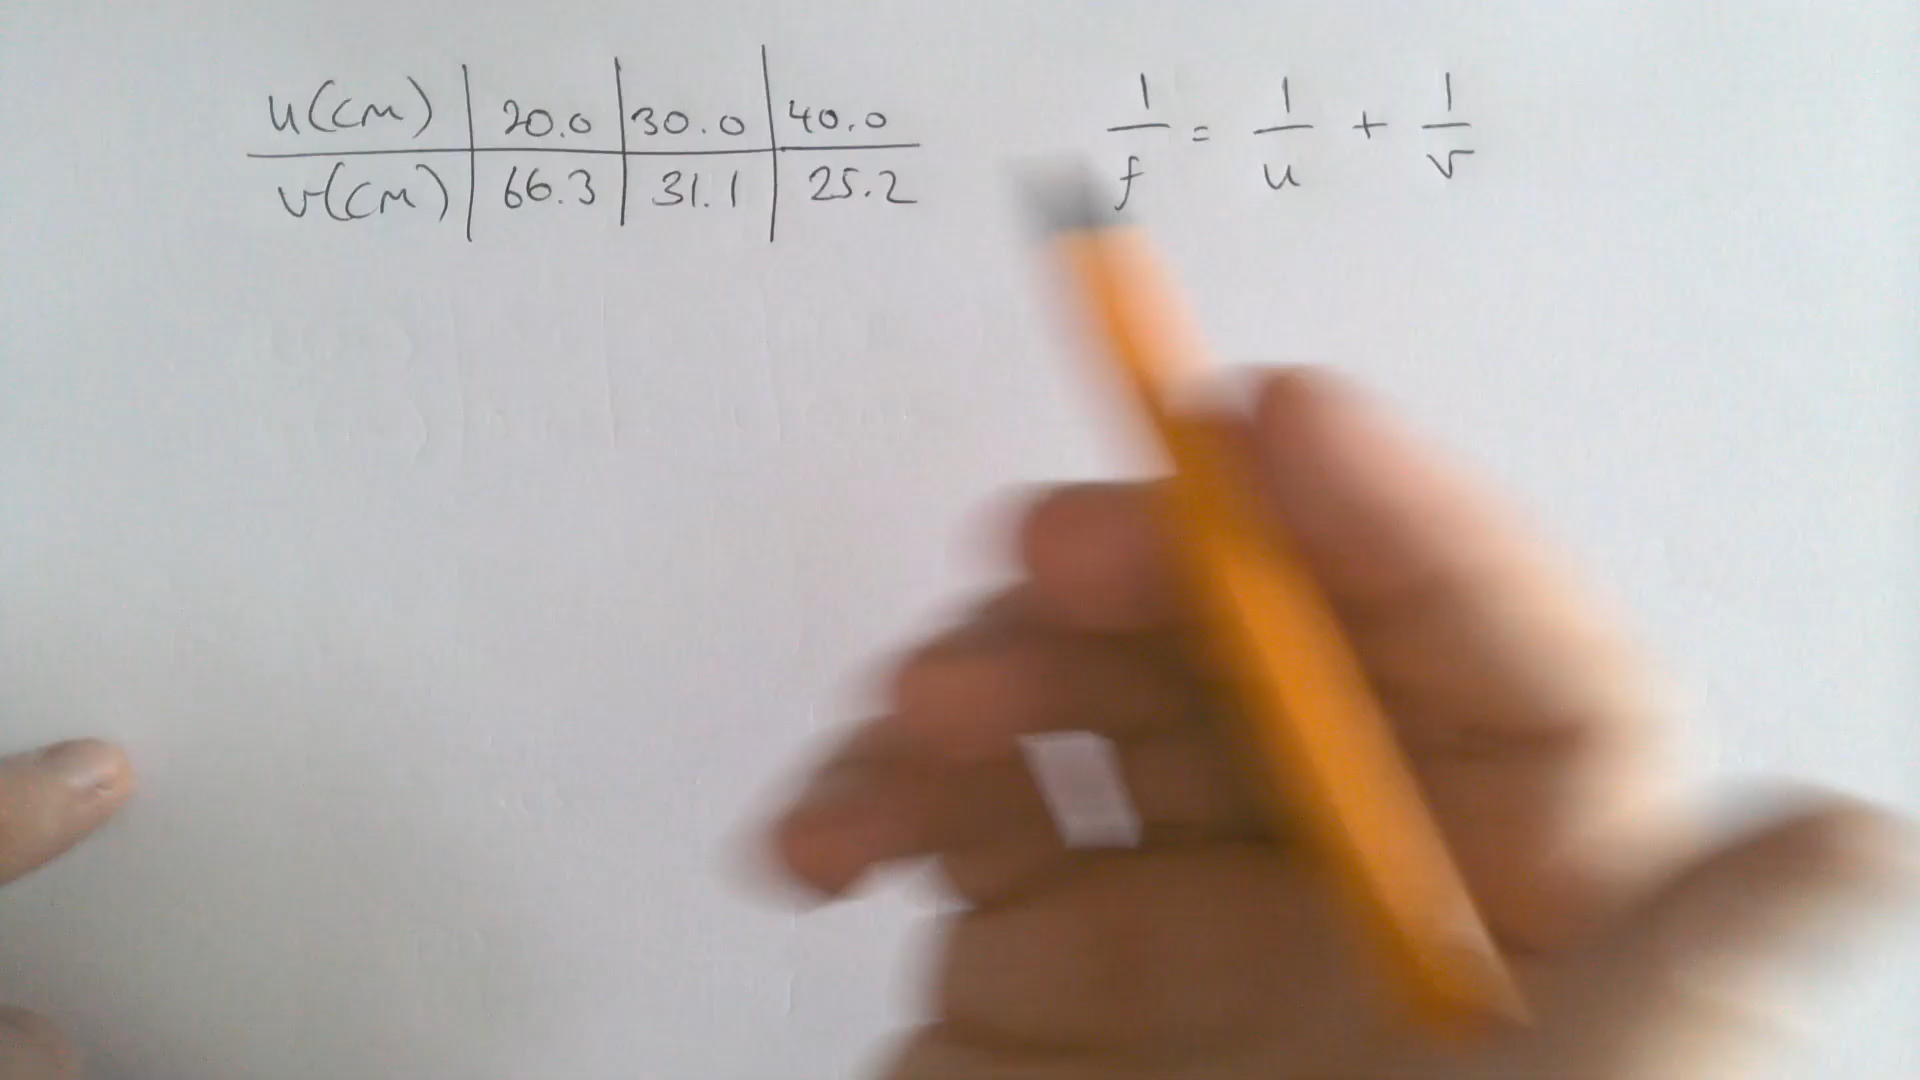 u(cm) | 20.0 | 30.0 | 40.0
v(cm) | 66.3 | 31.1 | 25.2
1/f = 1/u + 1/v